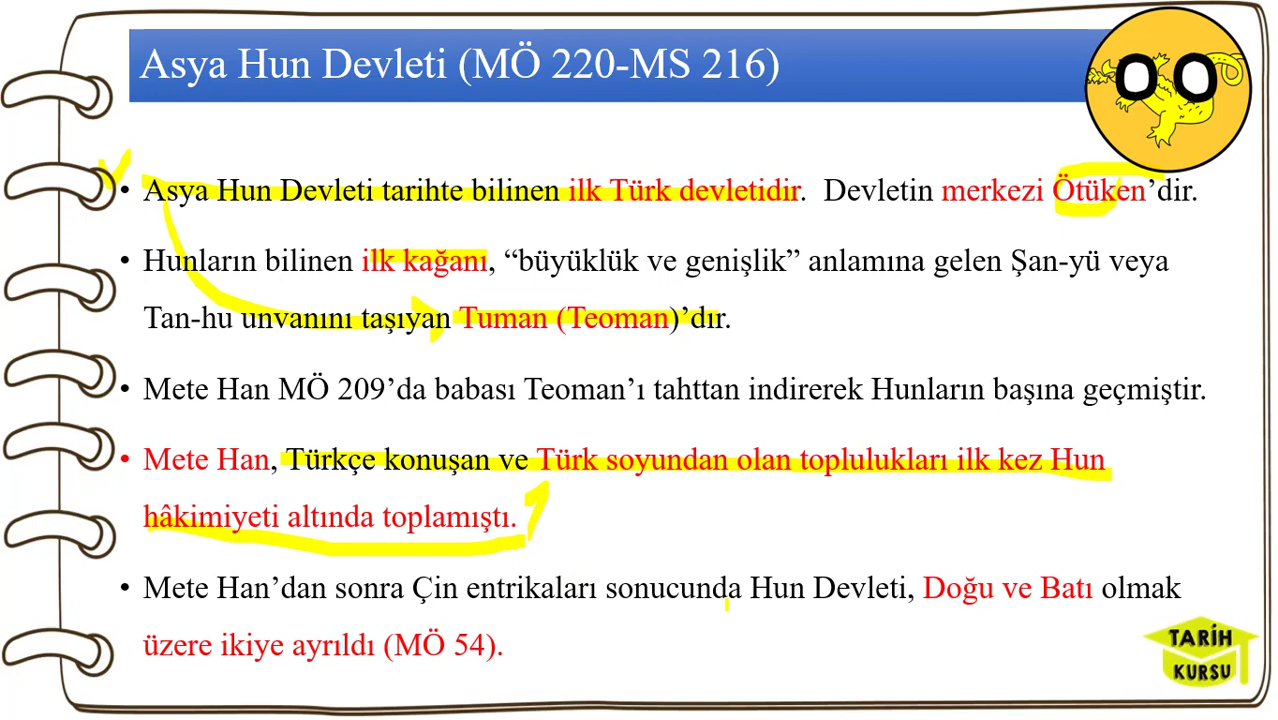 Asya Hun Devleti (MÖ 220-MS 216)
• Asya Hun Devleti tarihte bilinen ilk Türk devletidir. Devletin merkezi Ötüken’dir.
• Hunların bilinen ilk kağanı, “büyüklük ve genişlik” anlamına gelen Şan-yü veya
Tan-hu unvanını taşıyan Tuman (Teoman)’dır.
• Mete Han MÖ 209’da babası Teoman’ı tahttan indirerek Hunların başına geçmiştir.
• Mete Han, Türkçe konuşan ve Türk soyundan olan toplulukları ilk kez Hun
hâkimiyeti altında toplamıştı.
• Mete Han’dan sonra Çin entrikaları sonucunda Hun Devleti, Doğu ve Batı olmak
üzere ikiye ayrıldı (MÖ 54).
TARİH
KURSU